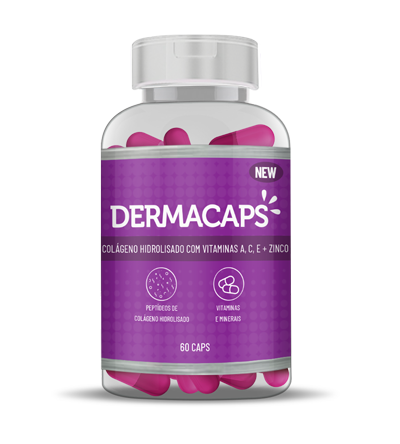 NEW
DERMACAPS
COLÁGENO HIDROLISADO COM VITAMINAS A, C, E + ZINCO
PEPTÍDEOS DE
COLÁGENO HIDROLISADO
VITAMINAS
E MINERAIS
60 CAPS